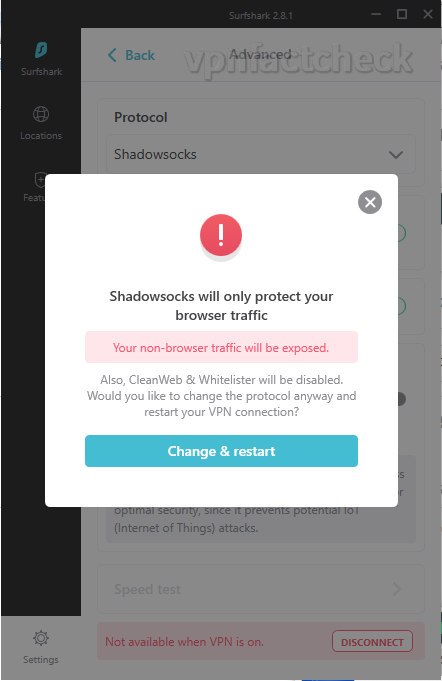 Surfshark 2.8.1
Surfshark
Back
Advanced
vpnfactcheck
Locations
Protocol
Shadowsocks
Shadowsocks will only protect your
browser traffic
Your non-browser traffic will be exposed.
Also, CleanWeb & Whitelister will be disabled.
Would you like to change the protocol anyway and
restart your VPN connection?
Change & restart
optimal security, since it prevents potential IoT
(Internet of Things) attacks.
Speed test
Not available when VPN is on.
DISCONNECT
Settings